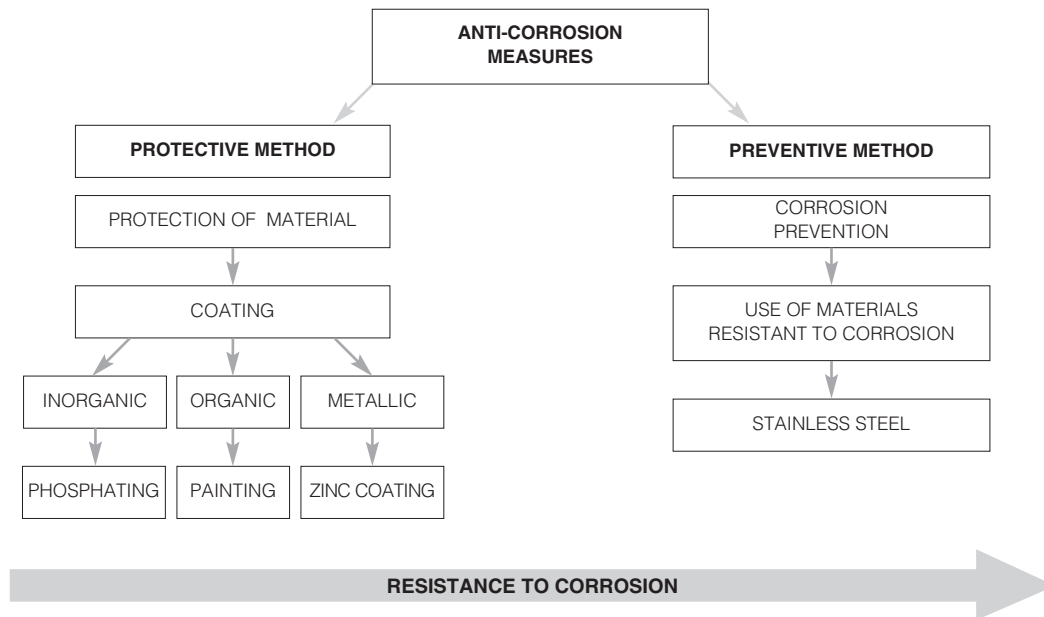 ANTI-CORROSION
MEASURES
PROTECTIVE METHOD
PREVENTIVE METHOD
PROTECTION OF MATERIAL
CORROSION
PREVENTION
COATING
USE OF MATERIALS
RESISTANT TO CORROSION
INORGANIC
ORGANIC
METALLIC
STAINLESS STEEL
PHOSPHATING
PAINTING
ZINC COATING
RESISTANCE TO CORROSION